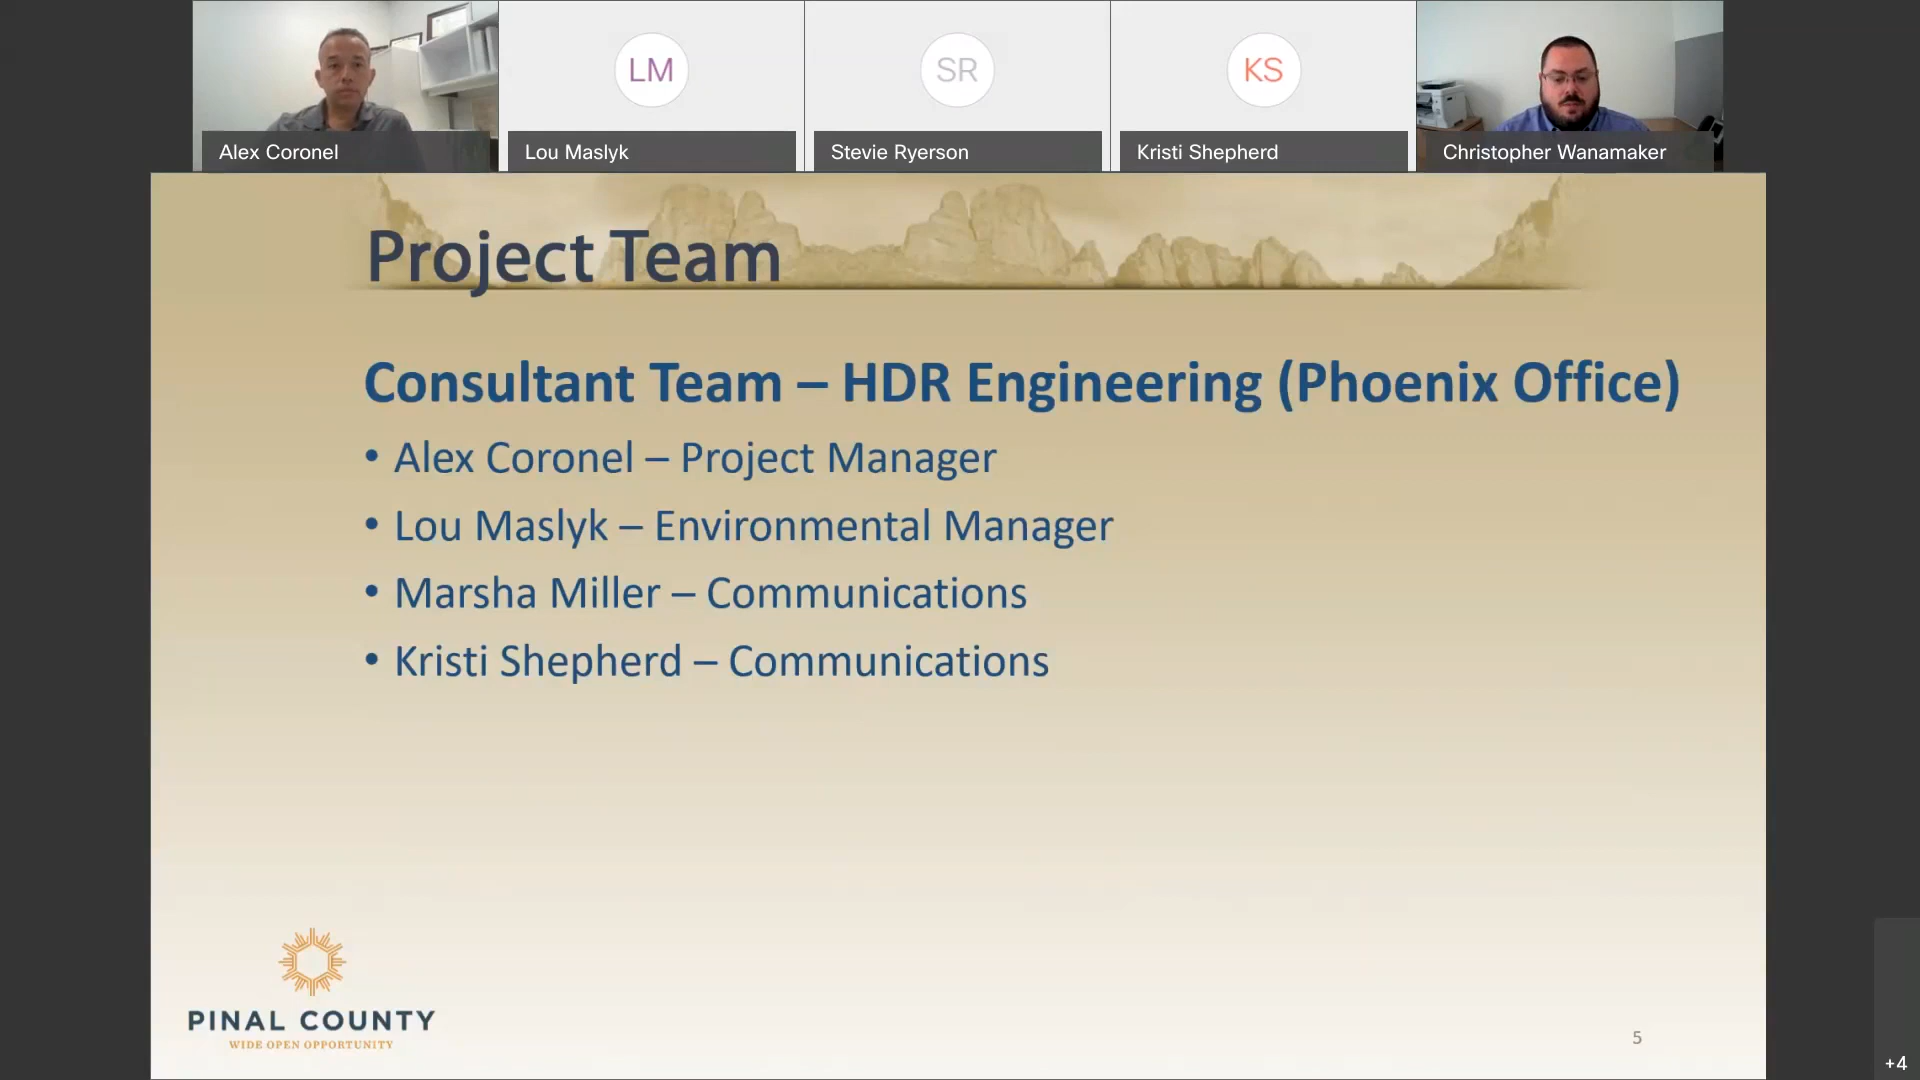 LM
SR
KS
Alex Coronel
Lou Maslyk
Stevie Ryerson
Kristi Shepherd
Christopher Wanamaker
Project Team
Consultant Team – HDR Engineering (Phoenix Office)
• Alex Coronel – Project Manager
• Lou Maslyk – Environmental Manager
• Marsha Miller – Communications
• Kristi Shepherd – Communications
PINAL COUNTY
WIDE OPEN OPPORTUNITY
5
+4